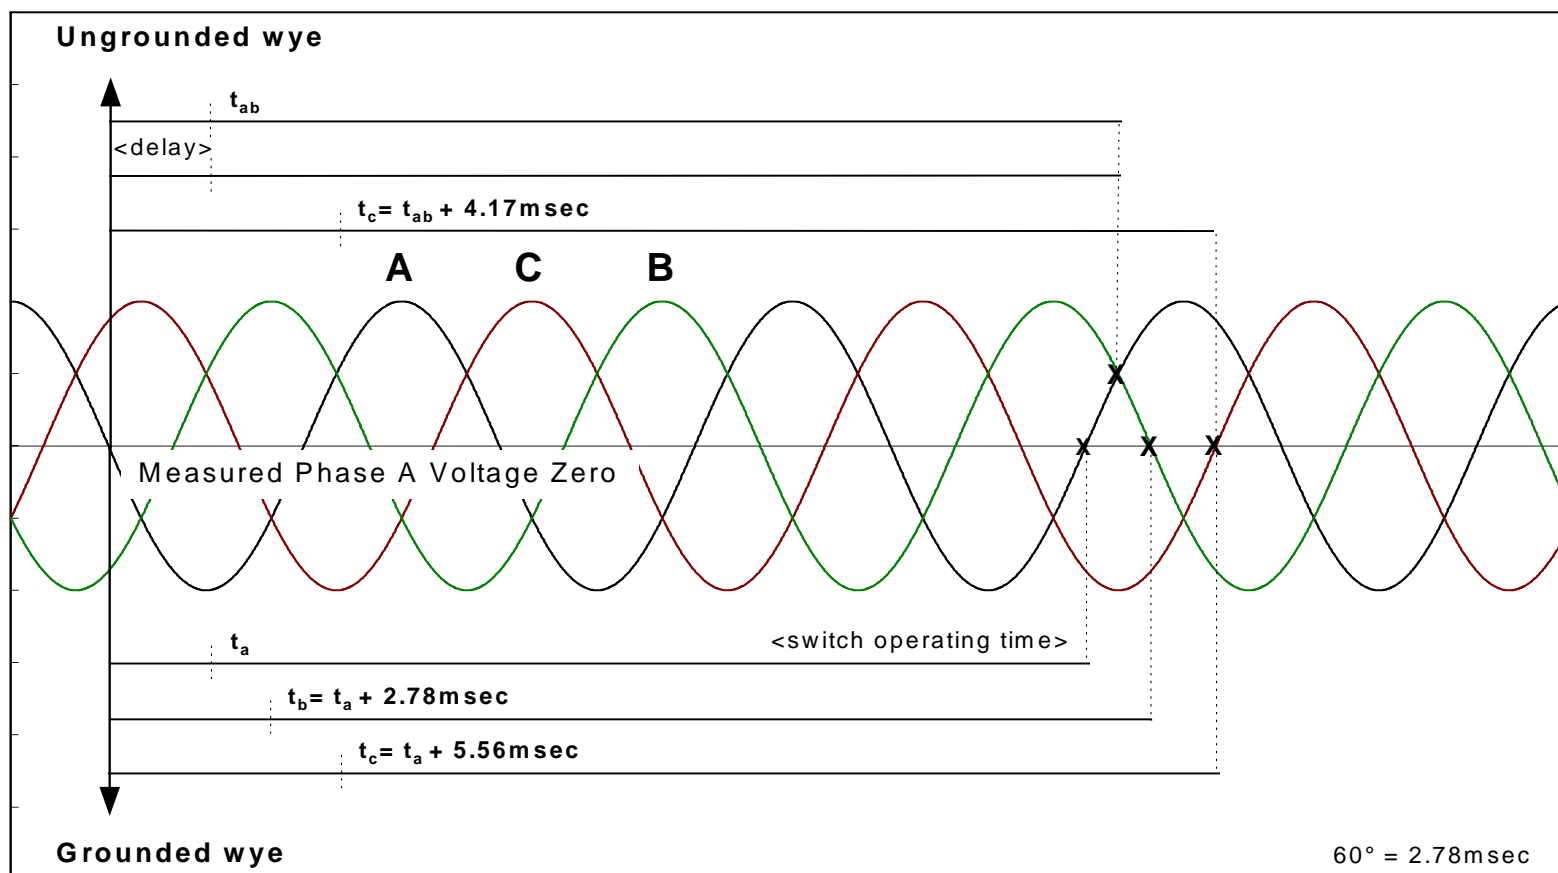 Ungrounded wye
tab
<delay>
tc= tab + 4.17msec
A C B
x
x x x
Measured Phase A Voltage Zero
ta <switch operating time>
tb= ta + 2.78msec
tc= ta + 5.56msec
Grounded wye
60° = 2.78msec